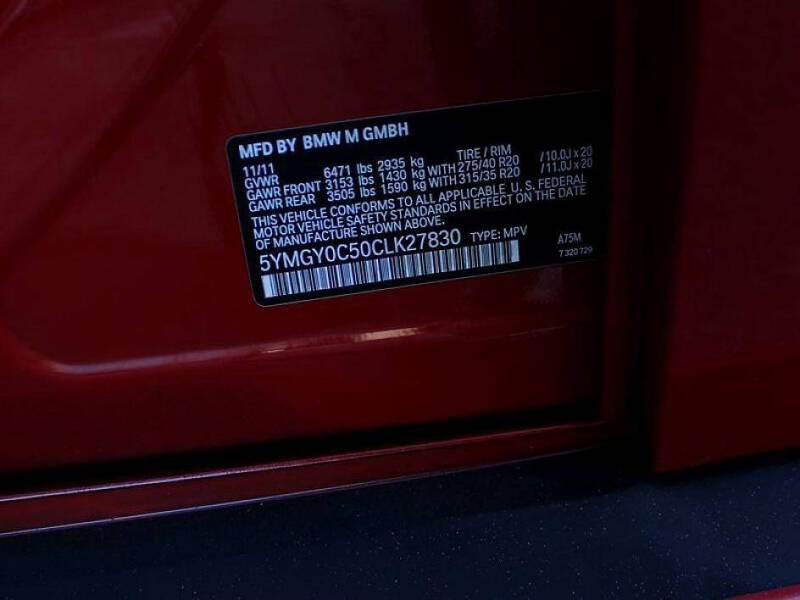 MFD BY BMW M GMBH
11/11 TIRE / RIM
GVWR 6471 lbs 2935 kg
GAWR FRONT 3153 lbs 1430 kg WITH 275/40 R20 / 10.0J x 20
GAWR REAR 3505 lbs 1590 kg WITH 315/35 R20 / 11.0J x 20
THIS VEHICLE CONFORMS TO ALL APPLICABLE U. S. FEDERAL
MOTOR VEHICLE SAFETY STANDARDS IN EFFECT ON THE DATE
OF MANUFACTURE SHOWN ABOVE.
5YMGY0C50CLK27830 TYPE: MPV A75M
7 320 729